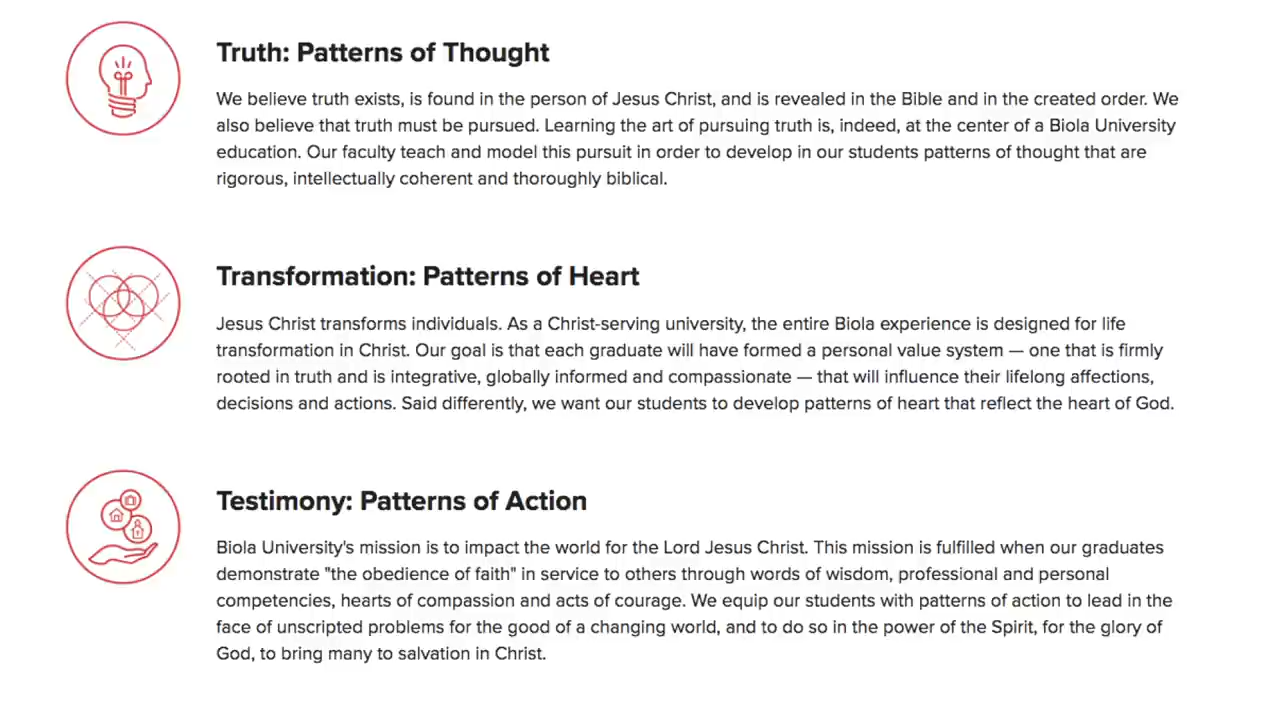 Truth: Patterns of Thought
We believe truth exists, is found in the person of Jesus Christ, and is revealed in the Bible and in the created order. We
also believe that truth must be pursued. Learning the art of pursuing truth is, indeed, at the center of a Biola University
education. Our faculty teach and model this pursuit in order to develop in our students patterns of thought that are
rigorous, intellectually coherent and thoroughly biblical.
Transformation: Patterns of Heart
Jesus Christ transforms individuals. As a Christ-serving university, the entire Biola experience is designed for life
transformation in Christ. Our goal is that each graduate will have formed a personal value system — one that is firmly
rooted in truth and is integrative, globally informed and compassionate — that will influence their lifelong affections,
decisions and actions. Said differently, we want our students to develop patterns of heart that reflect the heart of God.
Testimony: Patterns of Action
Biola University's mission is to impact the world for the Lord Jesus Christ. This mission is fulfilled when our graduates
demonstrate "the obedience of faith" in service to others through words of wisdom, professional and personal
competencies, hearts of compassion and acts of courage. We equip our students with patterns of action to lead in the
face of unscripted problems for the good of a changing world, and to do so in the power of the Spirit, for the glory of
God, to bring many to salvation in Christ.